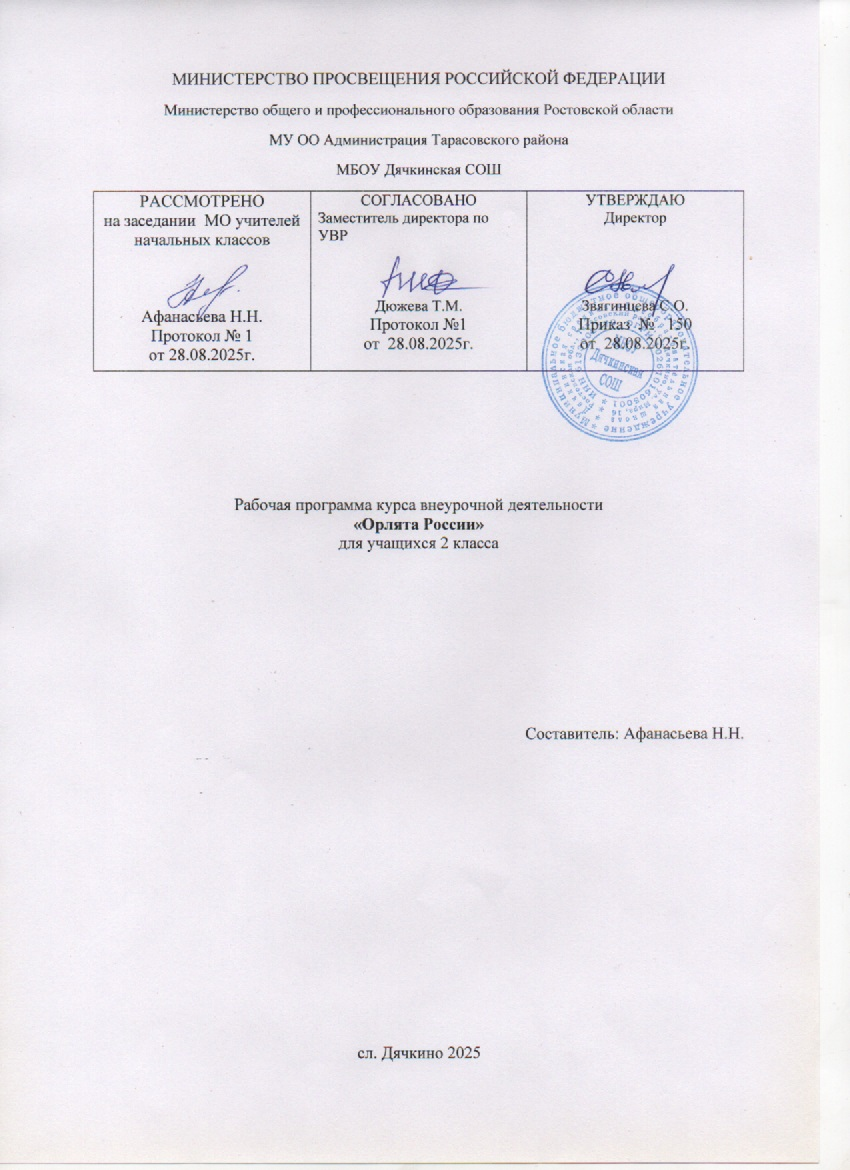 МИНИСТЕРСТВО ПРОСВЕЩЕНИЯ РОССИЙСКОЙ ФЕДЕРАЦИИ
Министерство общего и профессионального образования Ростовской области
МУ ОО Администрация Тарасовского района
МБОУ Дячкинская СОШ
РАССМОТРЕНО
на заседании МО учителей
начальных классов
Афанасьева Н.Н.
Протокол № 1
от 28.08.2025г.
СОГЛАСОВАНО
Заместитель директора по
УВР
Дюжева Т.М.
Протокол №1
от 28.08.2025г.
УТВЕРЖДАЮ
Директор
Звягинцева С.О.
Приказ № 150
от 28.08.2025г.
Дячкинская
СОШ
Рабочая программа курса внеурочной деятельности
«Орлята России»
для учащихся 2 класса
Составитель: Афанасьева Н.Н.
сл. Дячкино 2025